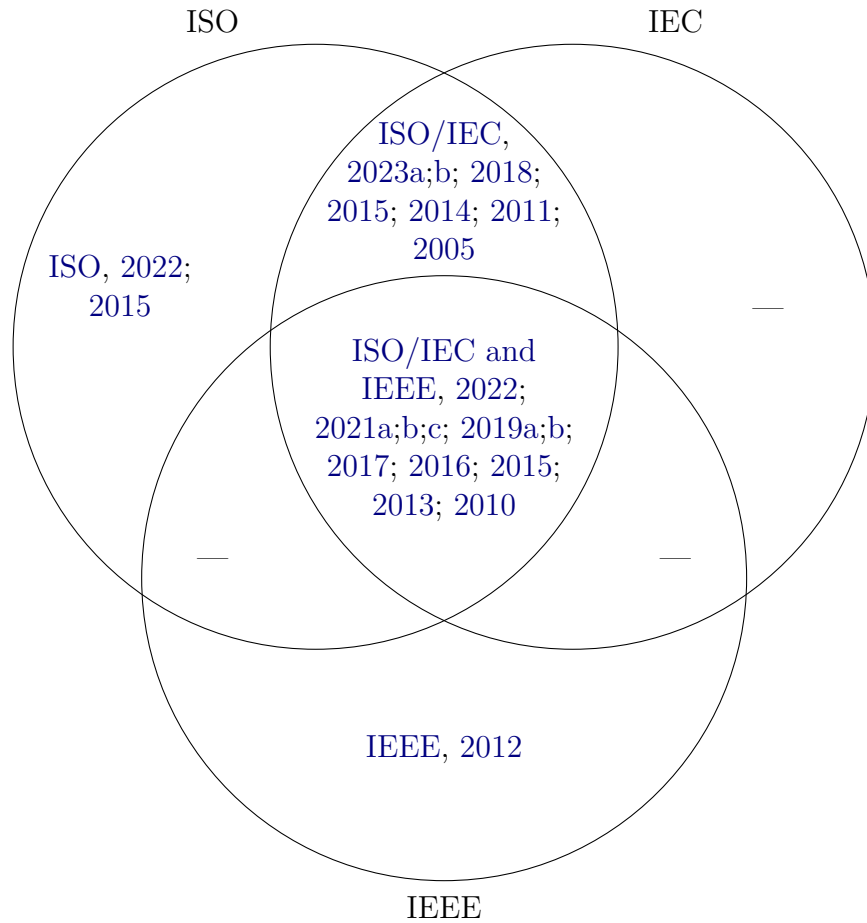 ISO
IEC
ISO/IEC,
2023a;b; 2018;
2015; 2014; 2011;
2005
ISO, 2022;
2015
—
ISO/IEC and
IEEE, 2022;
2021a;b;c; 2019a;b;
2017; 2016; 2015;
2013; 2010
—
—
IEEE, 2012
IEEE